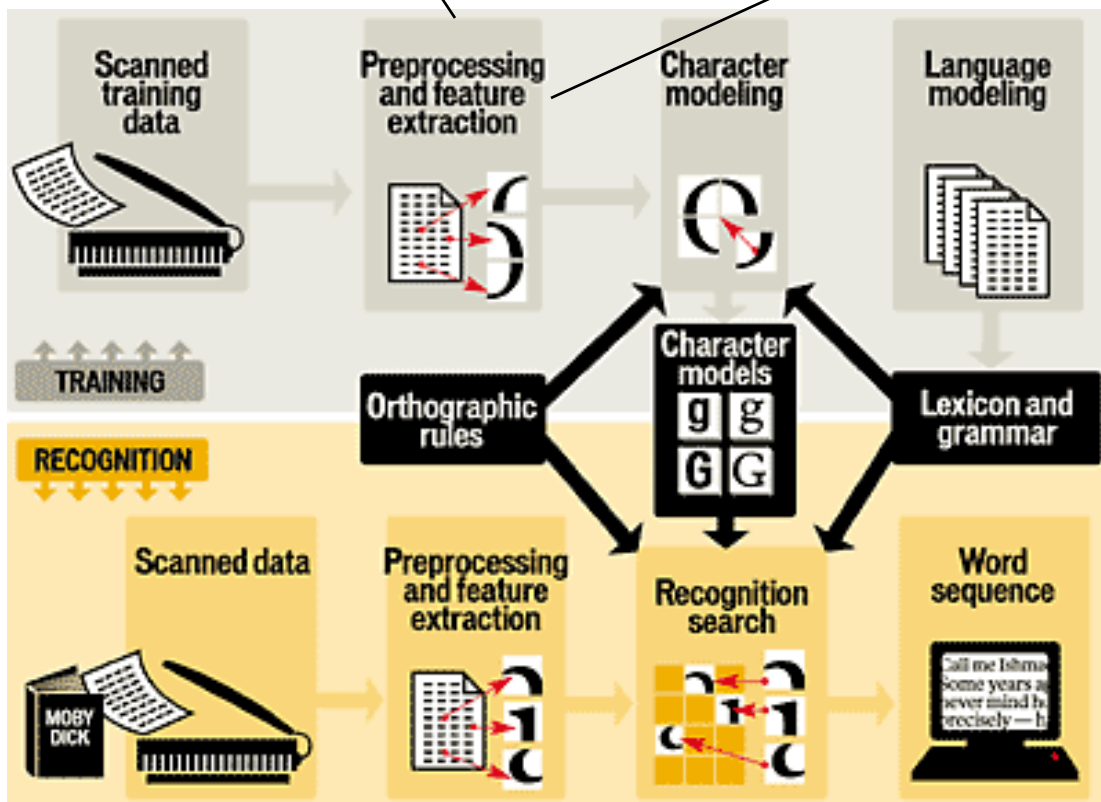 Scanned
training
data
Preprocessing
and feature
extraction
Character
modeling
Language
modeling
TRAINING
Orthographic
rules
Character
models
g g
G G
Lexicon and
grammar
RECOGNITION
Scanned data
MOBY
DICK
Preprocessing
and feature
extraction
Recognition
search
1
Word
sequence
Call me Ishma
Some years a
never mind h
precisely — h